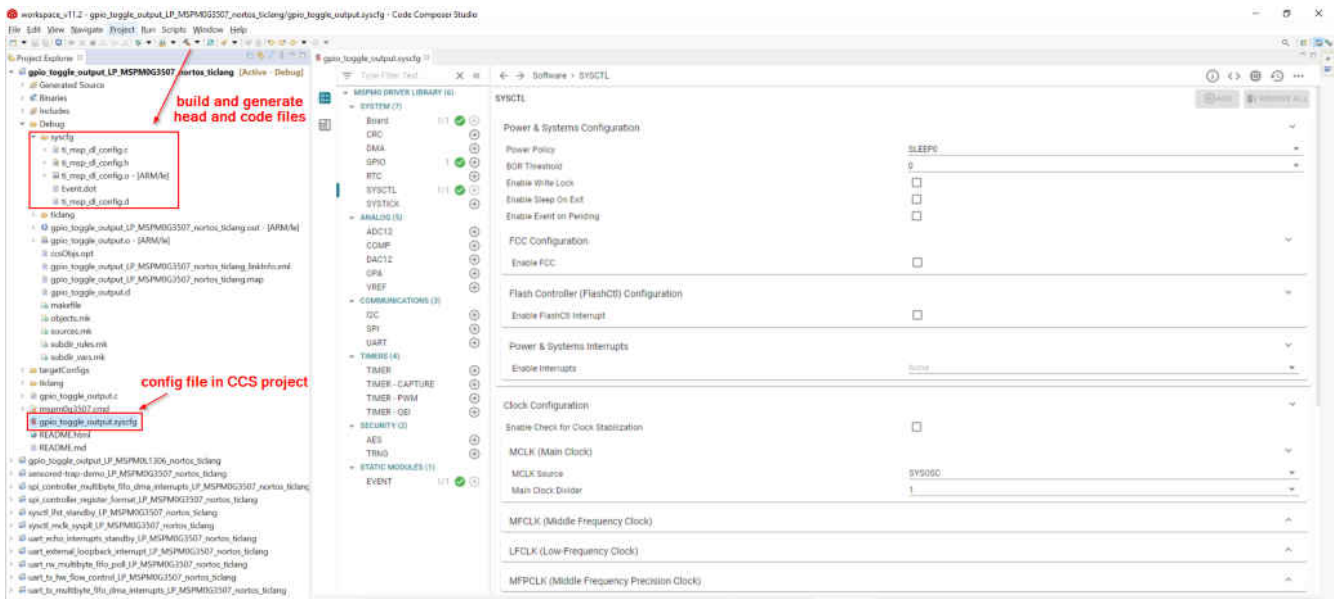 workspace_v11.2 - gpio_toggle_output_LP_MSPM0G3507_nortos_ticlang/gpio_toggle_output.syscfg - Code Composer Studio
File Edit View Navigate Project Run Scripts Window Help
Project Explorer
gpio_toggle_output_LP_MSPM0G3507_nortos_ticlang [Active - Debug]
Generated Source
Binaries
Includes
Debug
syscfg
ti_msp_dl_config.c
ti_msp_dl_config.h
ti_msp_dl_config.o - [ARM/le]
Event.dot
ti_msp_dl_config.d
ticlang
gpio_toggle_output_LP_MSPM0G3507_nortos_ticlang.out - [ARM/le]
gpio_toggle_output.o - [ARM/le]
ccsObjs.opt
gpio_toggle_output_LP_MSPM0G3507_nortos_ticlang_linkInfo.xml
gpio_toggle_output_LP_MSPM0G3507_nortos_ticlang.map
gpio_toggle_output.d
makefile
objects.mk
sources.mk
subdir_rules.mk
subdir_vars.mk
targetConfigs
ticlang
gpio_toggle_output.c
mspm0g3507.cmd
gpio_toggle_output.syscfg
README.html
README.md
gpio_toggle_output_LP_MSPM0L1306_nortos_ticlang
sensored-trap-demo_LP_MSPM0G3507_nortos_ticlang
spi_controller_multibyte_fifo_dma_interrupts_LP_MSPM0G3507_nortos_ticlang
spi_controller_register_format_LP_MSPM0G3507_nortos_ticlang
sysctl_lfxt_standby_LP_MSPM0G3507_nortos_ticlang
sysctl_mclk_syspll_LP_MSPM0G3507_nortos_ticlang
uart_echo_interrupts_standby_LP_MSPM0G3507_nortos_ticlang
uart_external_loopback_interrupt_LP_MSPM0G3507_nortos_ticlang
uart_rw_multibyte_fifo_poll_LP_MSPM0G3507_nortos_ticlang
uart_tx_hw_flow_control_LP_MSPM0G3507_nortos_ticlang
uart_tx_multibyte_fifo_dma_interrupts_LP_MSPM0G3507_nortos_ticlang
build and generate
head and code files
config file in CCS project
gpio_toggle_output.syscfg
Type Filter Text...
MSPM0 DRIVER LIBRARY (6)
SYSTEM (7)
Board 1/1
CRC
DMA
GPIO 1
RTC
SYSCTL 1/1
SYSTICK
ANALOG (5)
ADC12
COMP
DAC12
OPA
VREF
COMMUNICATIONS (3)
I2C
SPI
UART
TIMERS (4)
TIMER
TIMER - CAPTURE
TIMER - PWM
TIMER - QEI
SECURITY (2)
AES
TRNG
STATIC MODULES (1)
EVENT 1/1
Software > SYSCTL
SYSCTL
ADD REMOVE ALL
Power & Systems Configuration
Power Policy SLEEP0
BOR Threshold 0
Enable Write Lock
Enable Sleep On Exit
Enable Event on Pending
FCC Configuration
Enable FCC
Flash Controller (FlashCtl) Configuration
Enable FlashCtl Interrupt
Power & Systems Interrupts
Enable Interrupts None
Clock Configuration
Enable Check for Clock Stabilization
MCLK (Main Clock)
MCLK Source SYSOSC
Main Clock Divider 1
MFCLK (Middle Frequency Clock)
LFCLK (Low-Frequency Clock)
MFPCLK (Middle Frequency Precision Clock)